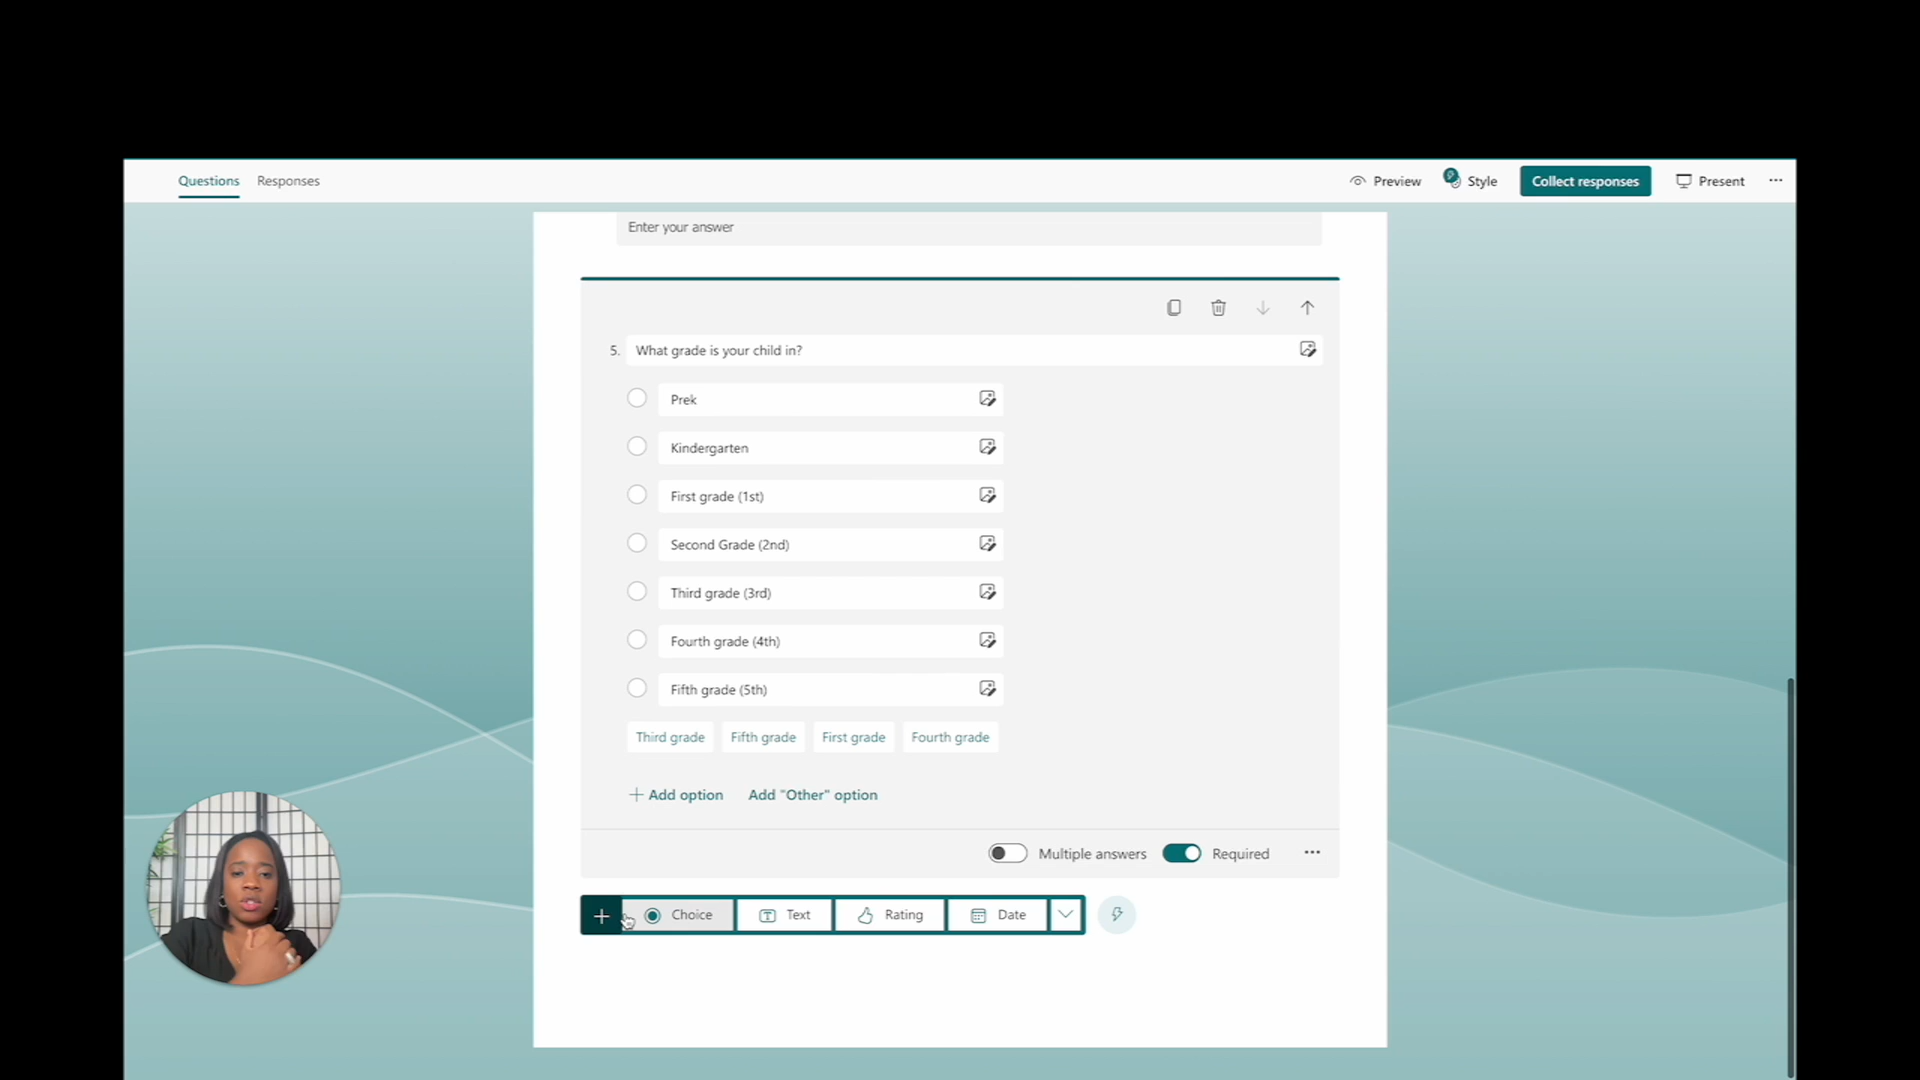 Questions Responses Preview Style Collect responses Present
Enter your answer
5. What grade is your child in?
Prek
Kindergarten
First grade (1st)
Second Grade (2nd)
Third grade (3rd)
Fourth grade (4th)
Fifth grade (5th)
Third grade Fifth grade First grade Fourth grade
Add option Add "Other" option
Multiple answers Required
Choice Text Rating Date